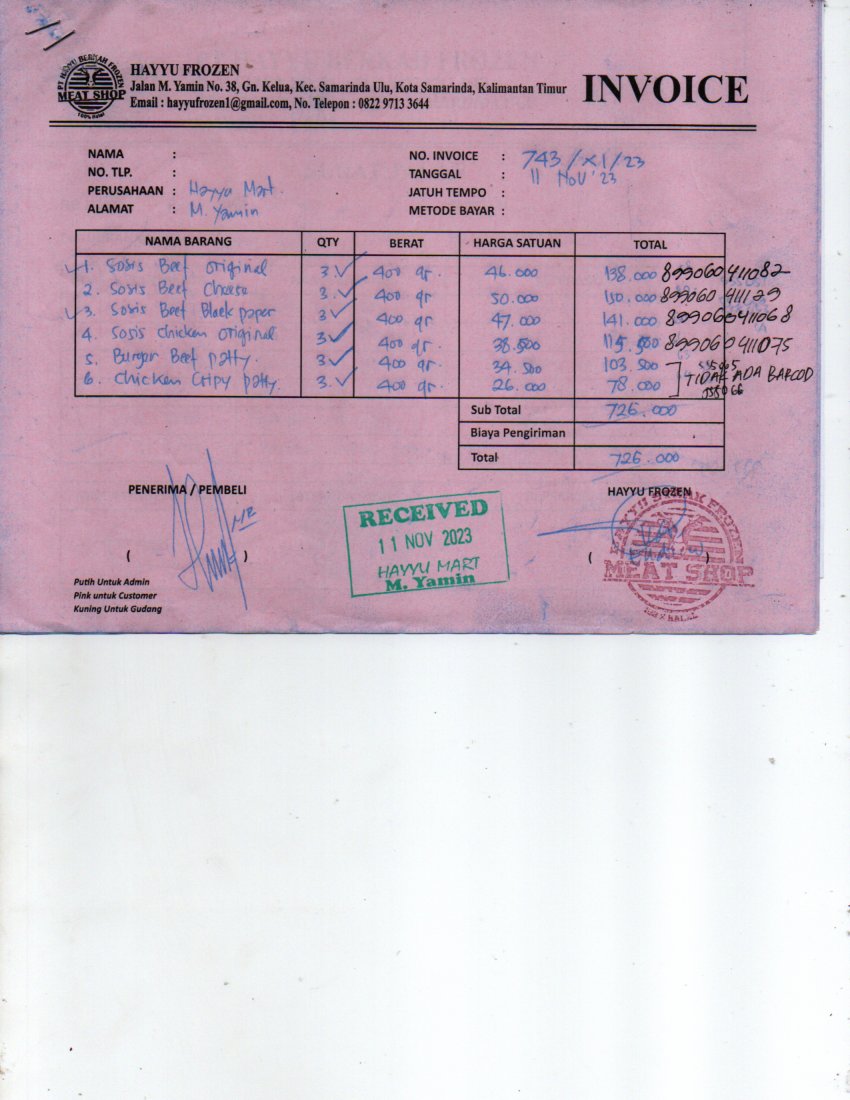 HAYYU FROZEN
Jalan M. Yamin No. 38, Gn. Kelua, Kec. Samarinda Ulu, Kota Samarinda, Kalimantan Timur
Email : hayyufrozen1@gmail.com, No. Telepon : 0822 9713 3644
INVOICE
MEAT SHOP
NAMA :
NO. TLP. :
PERUSAHAAN : Hayyu Mart.
ALAMAT : M. Yamin
NO. INVOICE : 743/XI/23
TANGGAL : 11 Nov '23
JATUH TEMPO :
METODE BAYAR :
NAMA BARANG QTY BERAT HARGA SATUAN TOTAL
1. Sosis Beef original 3 400 gr. 46.000 138.000 899060411082
2. Sosis Beef Cheese 3. 400 gr 50.000 150.000 899060411129
3. Sosis Beef Black paper 3 400 gr 47.000 141.000 899060411068
4. Sosis chicken original 3 400 gr. 38.500 115.500 899060411075
5. Burger Beef patty. 3 400 gr. 34.500 103.500
6. Chicken Cripy patty 3. 400 gr. 26.000 78.000 TIDAK ADA BARCOD
Sub Total 726.000
Biaya Pengiriman
Total 726.000
PENERIMA / PEMBELI
( )
HAYYU FROZEN
( )
RECEIVED
11 NOV 2023
HAYYU MART
M. Yamin
MEAT SHOP
Putih Untuk Admin
Pink untuk Customer
Kuning Untuk Gudang